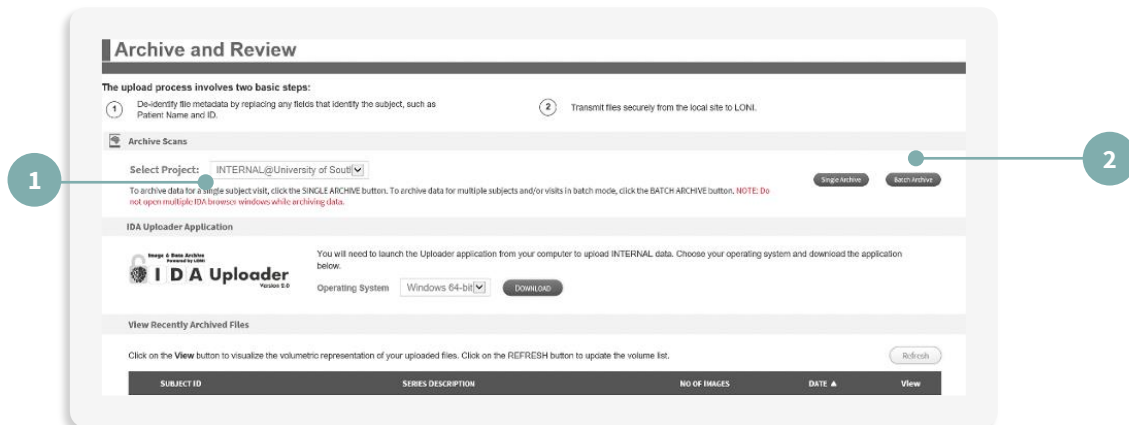 Archive and Review
The upload process involves two basic steps:
1 De-identify file metadata by replacing any fields that identify the subject, such as
Patient Name and ID.
2 Transmit files securely from the local site to LONI.
Archive Scans
1
Select Project: INTERNAL@University of Soutl
To archive data for a single subject visit, click the SINGLE ARCHIVE button. To archive data for multiple subjects and/or visits in batch mode, click the BATCH ARCHIVE button. NOTE: Do
not open multiple IDA browser windows while archiving data.
Single Archive
Batch Archive
2
IDA Uploader Application
Image & Data Archive
Powered by LONI
IDA Uploader
Version 2.0
You will need to launch the Uploader application from your computer to upload INTERNAL data. Choose your operating system and download the application
below.
Operating System Windows 64-bit DOWNLOAD
View Recently Archived Files
Click on the View button to visualize the volumetric representation of your uploaded files. Click on the REFRESH button to update the volume list.
Refresh
SUBJECT ID SERIES DESCRIPTION NO OF IMAGES DATE ▲ View